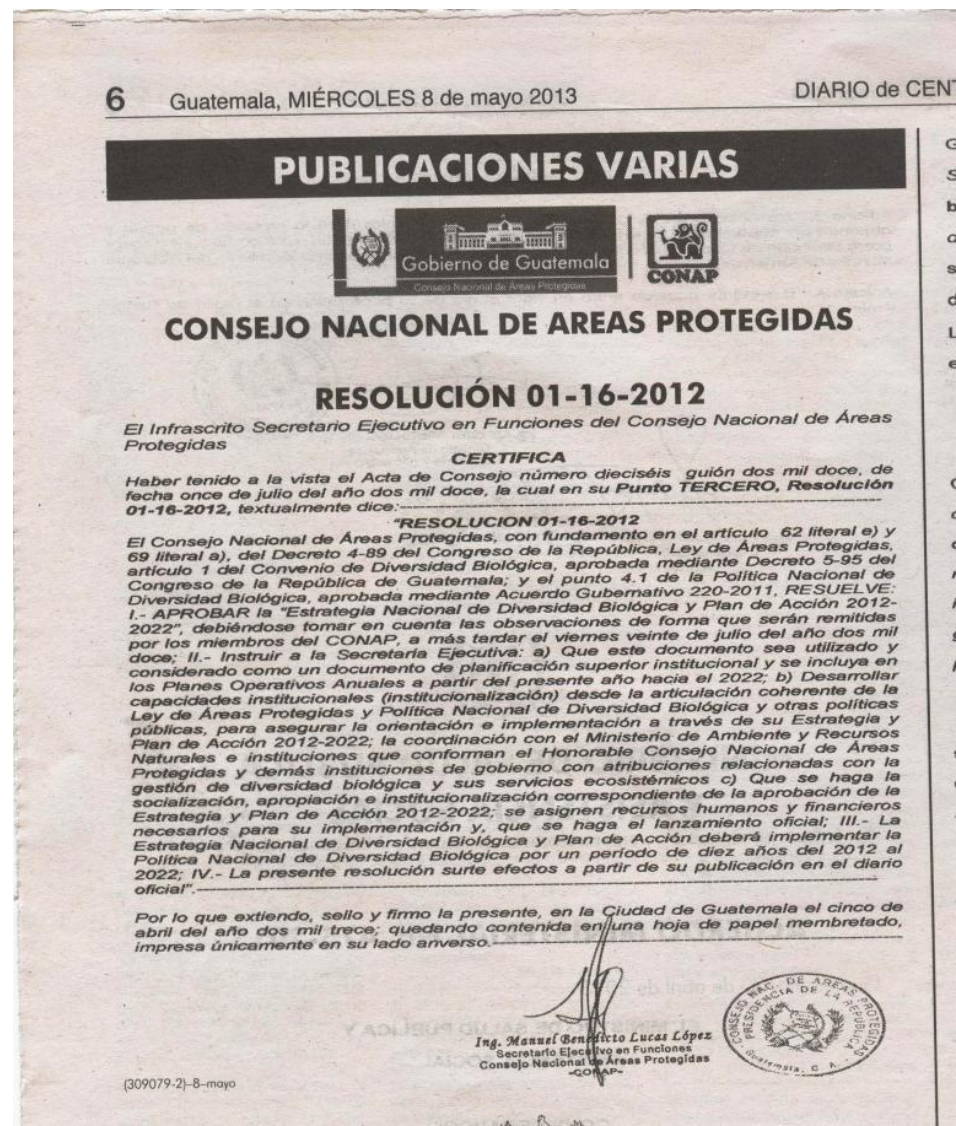 6 Guatemala, MIÉRCOLES 8 de mayo 2013 DIARIO de CENT
PUBLICACIONES VARIAS
Gobierno de Guatemala
Consejo Nacional de Areas Protegidas
CONAP
CONSEJO NACIONAL DE AREAS PROTEGIDAS
RESOLUCIÓN 01-16-2012
El Infrascrito Secretario Ejecutivo en Funciones del Consejo Nacional de Áreas
Protegidas
CERTIFICA
Haber tenido a la vista el Acta de Consejo número dieciséis guión dos mil doce, de
fecha once de julio del año dos mil doce, la cual en su Punto TERCERO, Resolución
01-16-2012, textualmente dice:
"RESOLUCION 01-16-2012
El Consejo Nacional de Áreas Protegidas, con fundamento en el artículo 62 literal e) y
69 literal a), del Decreto 4-89 del Congreso de la República, Ley de Áreas Protegidas,
artículo 1 del Convenio de Diversidad Biológica, aprobada mediante Decreto 5-95 del
Congreso de la República de Guatemala; y el punto 4.1 de la Política Nacional de
Diversidad Biológica, aprobada mediante Acuerdo Gubernativo 220-2011, RESUELVE:
I.- APROBAR la "Estrategia Nacional de Diversidad Biológica y Plan de Acción 2012-
2022", debiéndose tomar en cuenta las observaciones de forma que serán remitidas
por los miembros del CONAP, a más tardar el viernes veinte de julio del año dos mil
doce; II.- Instruir a la Secretaria Ejecutiva: a) Que este documento sea utilizado y
considerado como un documento de planificación superior institucional y se incluya en
los Planes Operativos Anuales a partir del presente año hacia el 2022; b) Desarrollar
capacidades institucionales (institucionalización) desde la articulación coherente de la
Ley de Áreas Protegidas y Política Nacional de Diversidad Biológica y otras políticas
públicas, para asegurar la orientación e implementación a través de su Estrategia y
Plan de Acción 2012-2022; la coordinación con el Ministerio de Ambiente y Recursos
Naturales e instituciones que conforman el Honorable Consejo Nacional de Áreas
Protegidas y demás instituciones de gobierno con atribuciones relacionadas con la
gestión de diversidad biológica y sus servicios ecosistémicos c) Que se haga la
socialización, apropiación e institucionalización correspondiente de la aprobación de la
Estrategia y Plan de Acción 2012-2022; se asignen recursos humanos y financieros
necesarios para su implementación y, que se haga el lanzamiento oficial; III.- La
Estrategia Nacional de Diversidad Biológica y Plan de Acción deberá implementar la
Política Nacional de Diversidad Biológica por un período de diez años del 2012 al
2022; IV.- La presente resolución surte efectos a partir de su publicación en el diario
oficial".
Por lo que extiendo, sello y firmo la presente, en la Ciudad de Guatemala el cinco de
abril del año dos mil trece; quedando contenida en una hoja de papel membretado,
impresa únicamente en su lado anverso.
Ing. Manuel Benedicto Lucas López
Secretario Ejecutivo en Funciones
Consejo Nacional de Áreas Protegidas
-CONAP-
CONSEJO NAC. DE AREAS PROTEGIDAS
PRESIDENCIA DE LA REPÚBLICA
Guatemala, C. A.
(309079-2)–8–mayo